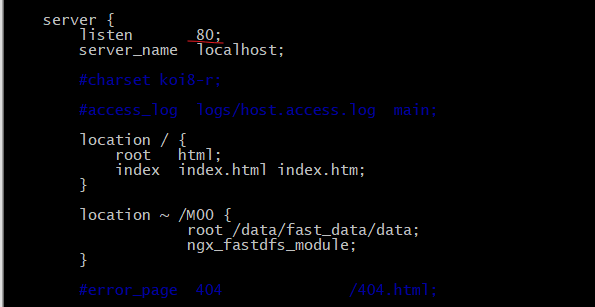 server {
listen 80;
server_name localhost;
#charset koi8-r;
#access_log logs/host.access.log main;
location / {
root html;
index index.html index.htm;
}
location ~ /M00 {
root /data/fast_data/data;
ngx_fastdfs_module;
}
#error_page 404 /404.html;